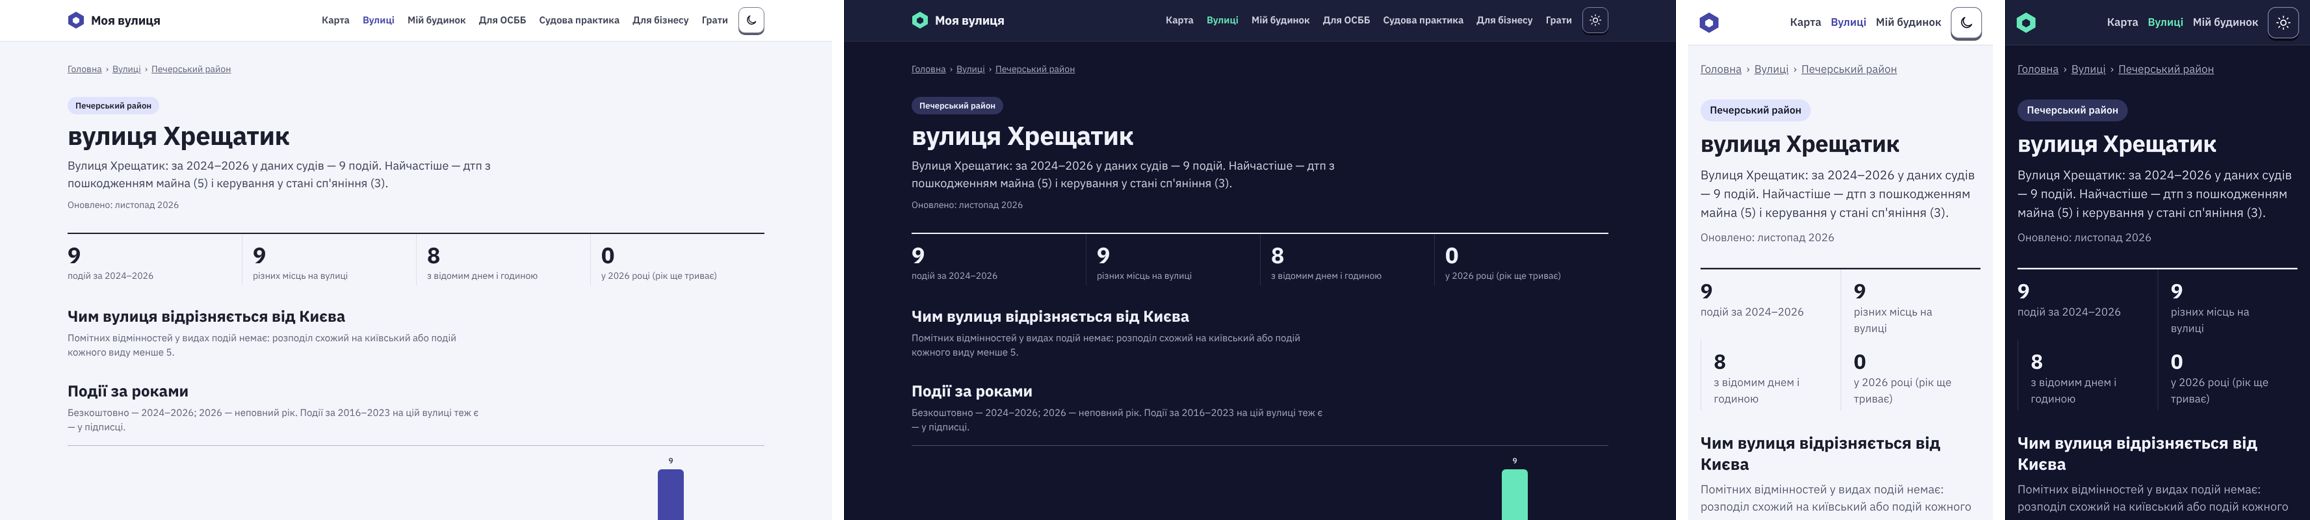 Моя вулиця
Карта Вулиці Мій будинок Для ОСББ Судова практика Для бізнесу Грати
Головна › Вулиці › Печерський район
Печерський район
вулиця Хрещатик
Вулиця Хрещатик: за 2024–2026 у даних судів — 9 подій. Найчастіше — дтп з
пошкодженням майна (5) і керування у стані сп'яніння (3).
Оновлено: листопад 2026
9
подій за 2024–2026
9
різних місць на вулиці
8
з відомим днем і годиною
0
у 2026 році (рік ще триває)
Чим вулиця відрізняється від Києва
Помітних відмінностей у видах подій немає: розподіл схожий на київський або подій
кожного виду менше 5.
Події за роками
Безкоштовно — 2024–2026; 2026 — неповний рік. Події за 2016–2023 на цій вулиці теж є
— у підписці.
9
Моя вулиця
Карта Вулиці Мій будинок Для ОСББ Судова практика Для бізнесу Грати
Головна › Вулиці › Печерський район
Печерський район
вулиця Хрещатик
Вулиця Хрещатик: за 2024–2026 у даних судів — 9 подій. Найчастіше — дтп з
пошкодженням майна (5) і керування у стані сп'яніння (3).
Оновлено: листопад 2026
9
подій за 2024–2026
9
різних місць на вулиці
8
з відомим днем і годиною
0
у 2026 році (рік ще триває)
Чим вулиця відрізняється від Києва
Помітних відмінностей у видах подій немає: розподіл схожий на київський або подій
кожного виду менше 5.
Події за роками
Безкоштовно — 2024–2026; 2026 — неповний рік. Події за 2016–2023 на цій вулиці теж є
— у підписці.
9
Карта Вулиці Мій будинок
Головна › Вулиці › Печерський район
Печерський район
вулиця Хрещатик
Вулиця Хрещатик: за 2024–2026 у даних судів
— 9 подій. Найчастіше — дтп з пошкодженням
майна (5) і керування у стані сп'яніння (3).
Оновлено: листопад 2026
9
подій за 2024–2026
9
різних місць на
вулиці
8
з відомим днем і
годиною
0
у 2026 році (рік ще
триває)
Чим вулиця відрізняється від
Києва
Помітних відмінностей у видах подій немає:
розподіл схожий на київський або подій кожного
Карта Вулиці Мій будинок
Головна › Вулиці › Печерський район
Печерський район
вулиця Хрещатик
Вулиця Хрещатик: за 2024–2026 у даних судів
— 9 подій. Найчастіше — дтп з пошкодженням
майна (5) і керування у стані сп'яніння (3).
Оновлено: листопад 2026
9
подій за 2024–2026
9
різних місць на
вулиці
8
з відомим днем і
годиною
0
у 2026 році (рік ще
триває)
Чим вулиця відрізняється від
Києва
Помітних відмінностей у видах подій немає:
розподіл схожий на київський або подій кожного